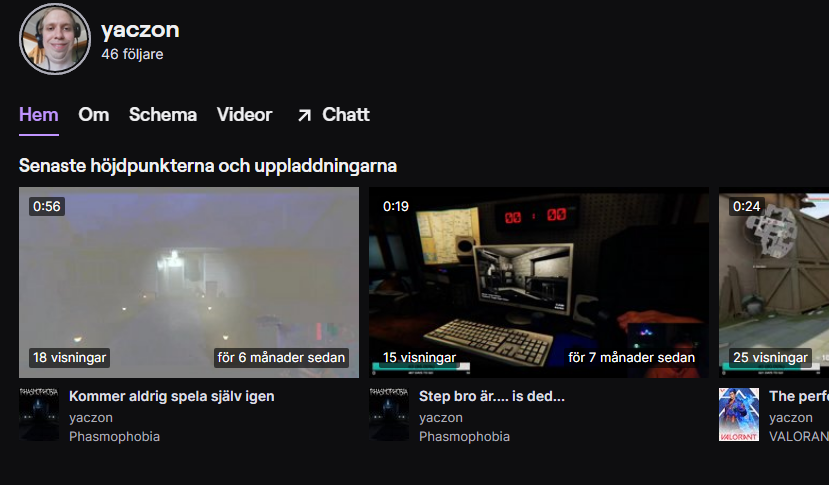 yaczon
46 följare
Hem Om Schema Videor Chatt
Senaste höjdpunkterna och uppladdningarna
0:56
18 visningar
för 6 månader sedan
PHASMOPHOBIA
Kommer aldrig spela själv igen
yaczon
Phasmophobia
0:19
00 : 00
15 visningar
för 7 månader sedan
PHASMOPHOBIA
Step bro är.... is ded...
yaczon
Phasmophobia
0:24
25 visningar
VALORANT
The perfe
yaczon
VALORAN